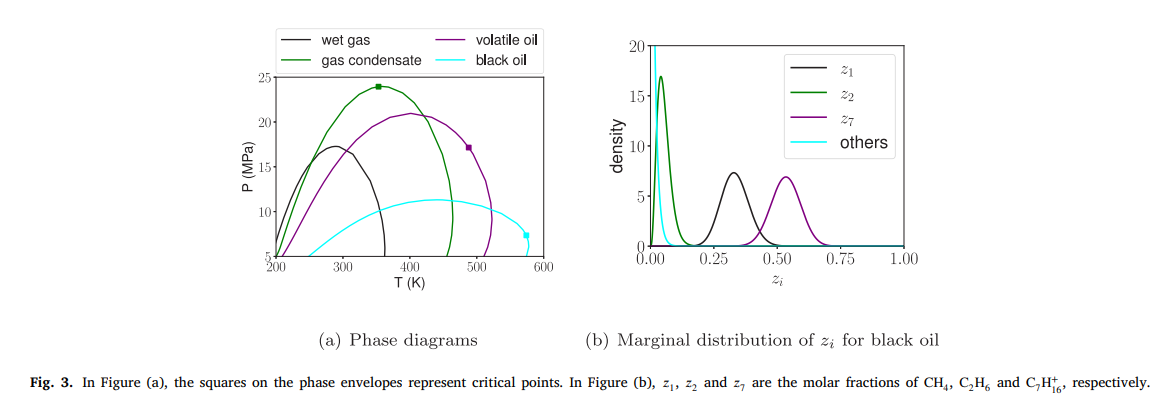 wet gas
gas condensate
volatile oil
black oil
25
20
15
10
5
P (MPa)
200
300
400
500
600
T (K)
(a) Phase diagrams
20
15
10
5
0
density
z₁
z₂
z₇
others
0.00
0.25
0.50
0.75
1.00
zᵢ
(b) Marginal distribution of zᵢ for black oil
Fig. 3. In Figure (a), the squares on the phase envelopes represent critical points. In Figure (b), z₁, z₂ and z₇ are the molar fractions of CH₄, C₂H₆ and C₇H₁₆⁺, respectively.